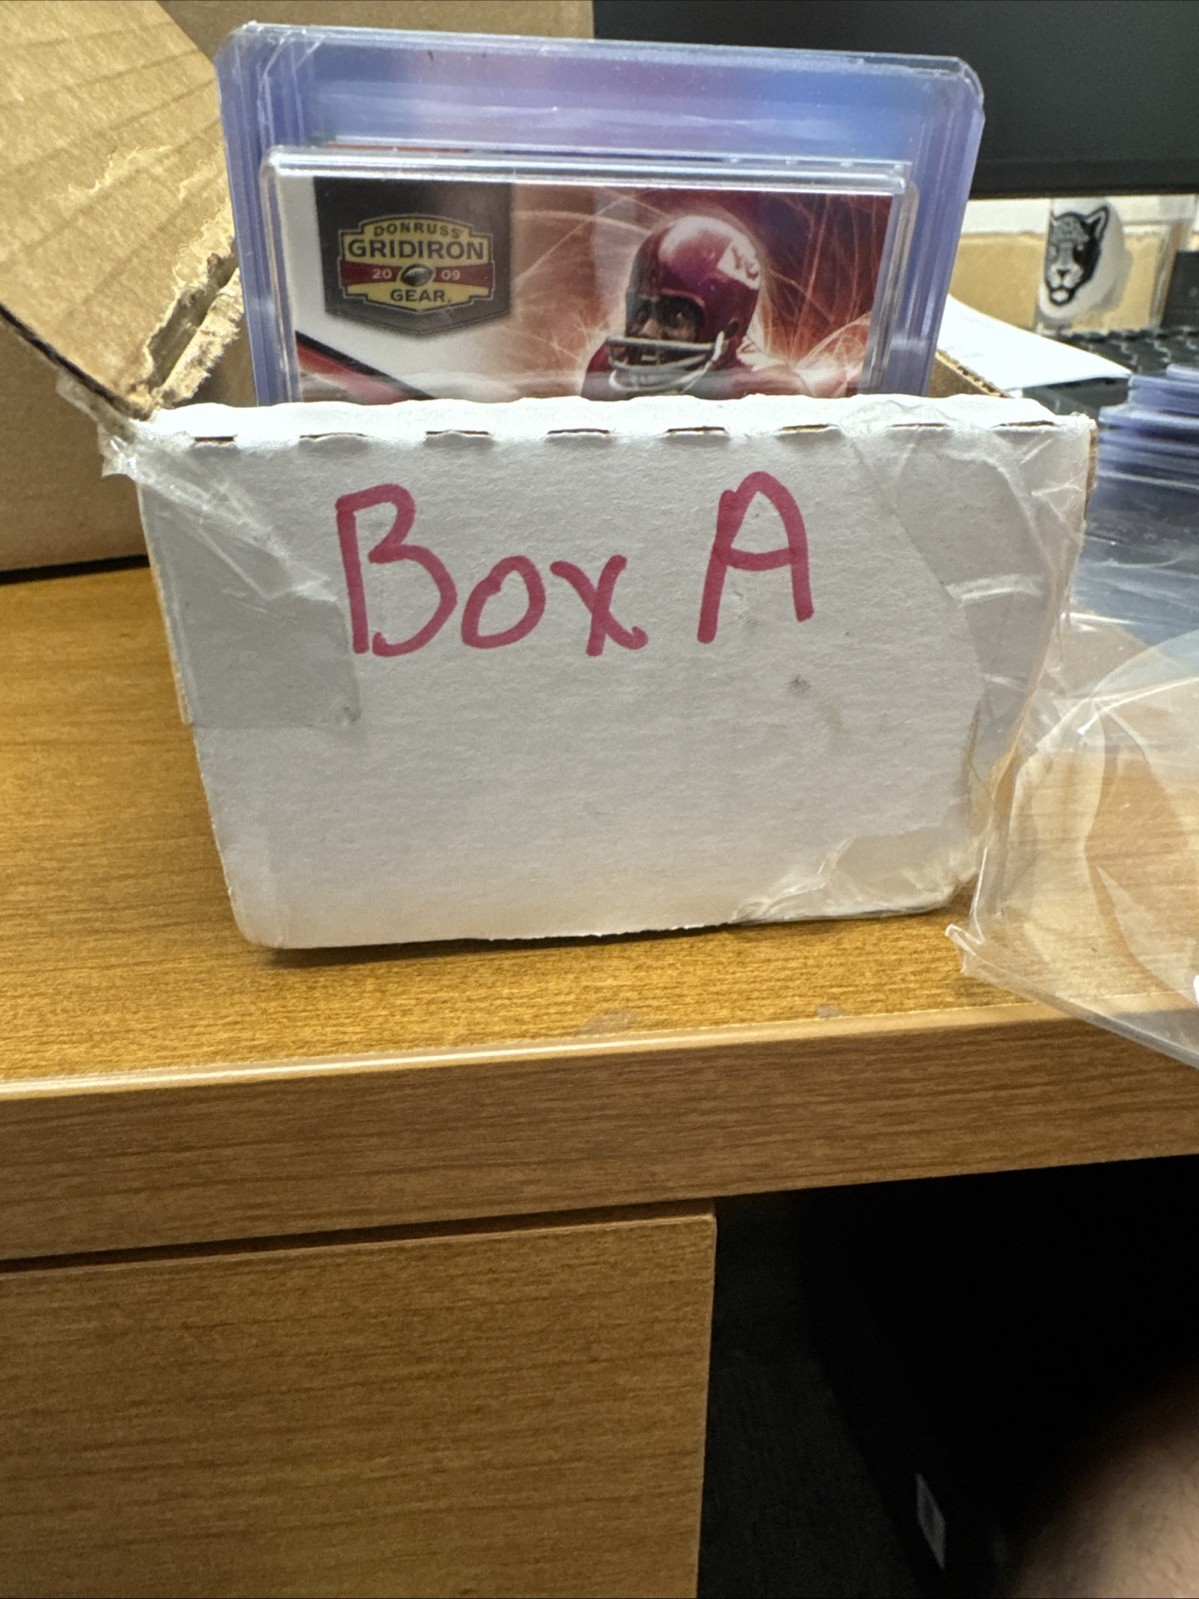 DONRUSS
GRIDIRON
20 09
GEAR
Box A